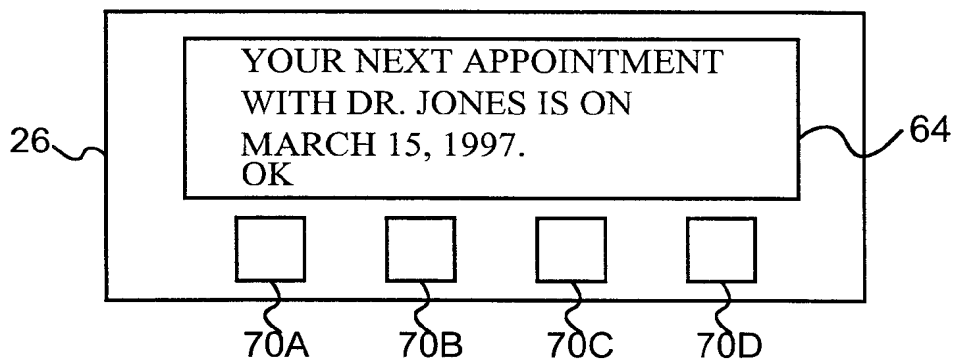 YOUR NEXT APPOINTMENT
WITH DR. JONES IS ON
MARCH 15, 1997.
OK
26
64
70A 70B 70C 70D